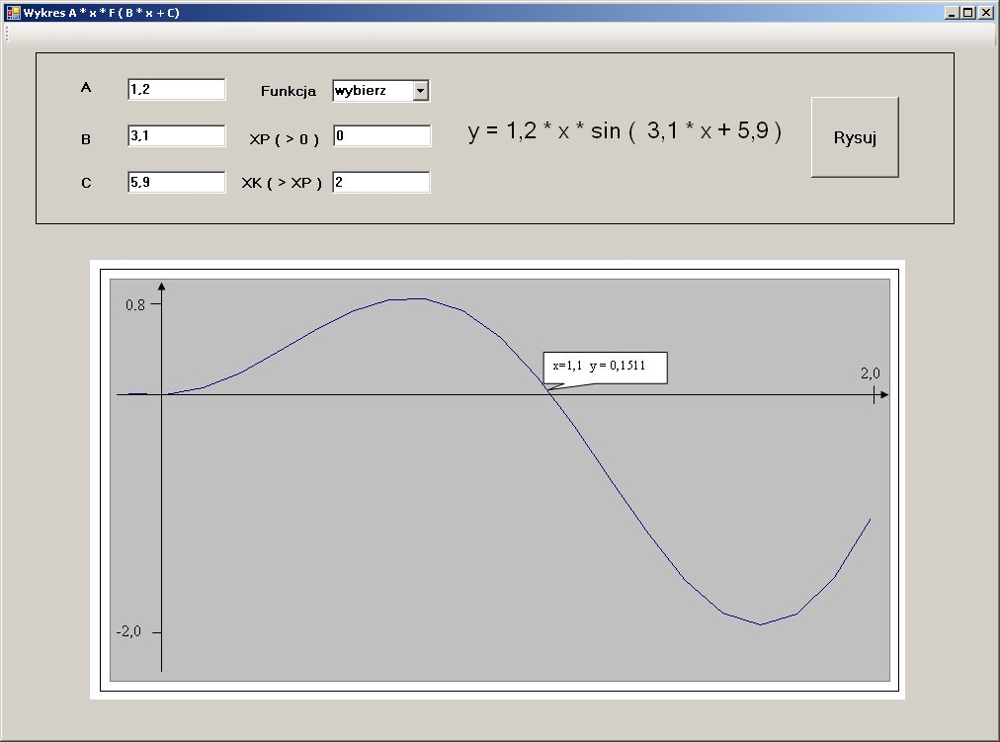 Wykres A * x * F ( B * x + C)
A 1,2 Funkcja wybierz
B 3,1 XP ( > 0 ) 0
C 5,9 XK ( > XP ) 2
y = 1,2 * x * sin ( 3,1 * x + 5,9 )
Rysuj
0.8
x=1,1 y = 0,1511
2,0
-2,0